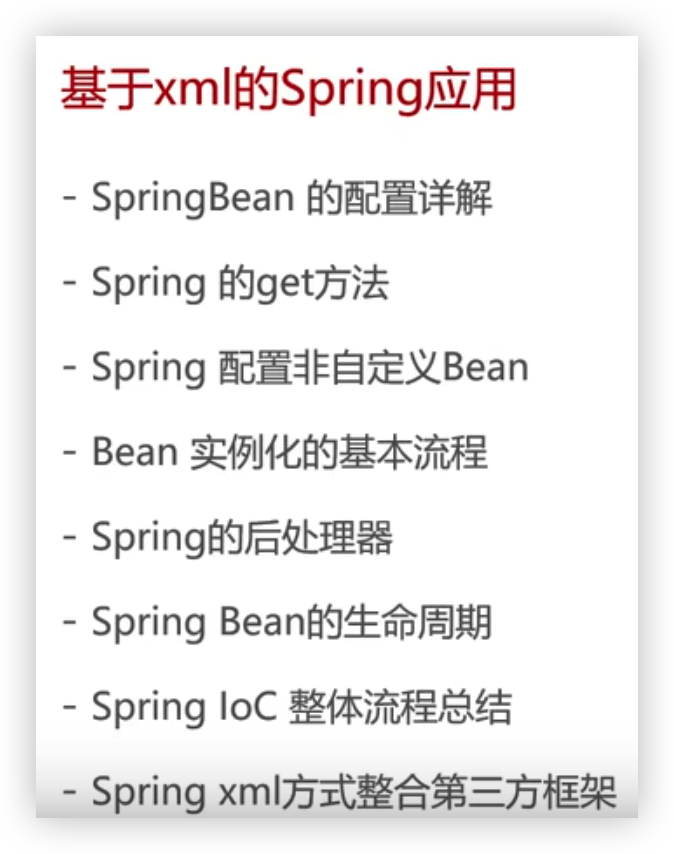 基于xml的Spring应用
- SpringBean 的配置详解
- Spring 的get方法
- Spring 配置非自定义Bean
- Bean 实例化的基本流程
- Spring的后处理器
- Spring Bean的生命周期
- Spring IoC 整体流程总结
- Spring xml方式整合第三方框架